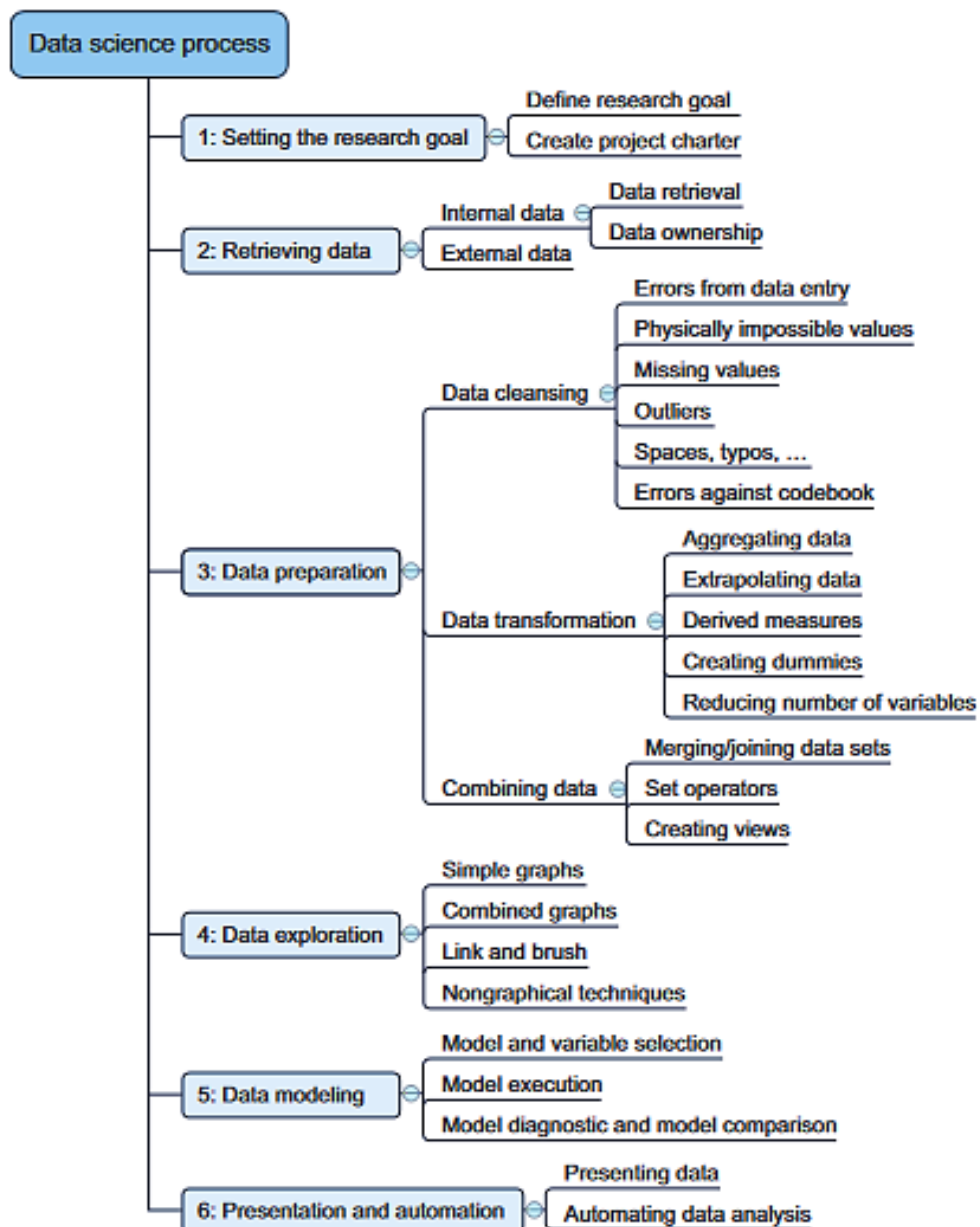 Data science process
1: Setting the research goal
Define research goal
Create project charter
2: Retrieving data
Internal data
Data retrieval
Data ownership
External data
3: Data preparation
Data cleansing
Errors from data entry
Physically impossible values
Missing values
Outliers
Spaces, typos, ...
Errors against codebook
Data transformation
Aggregating data
Extrapolating data
Derived measures
Creating dummies
Reducing number of variables
Combining data
Merging/joining data sets
Set operators
Creating views
4: Data exploration
Simple graphs
Combined graphs
Link and brush
Nongraphical techniques
5: Data modeling
Model and variable selection
Model execution
Model diagnostic and model comparison
6: Presentation and automation
Presenting data
Automating data analysis